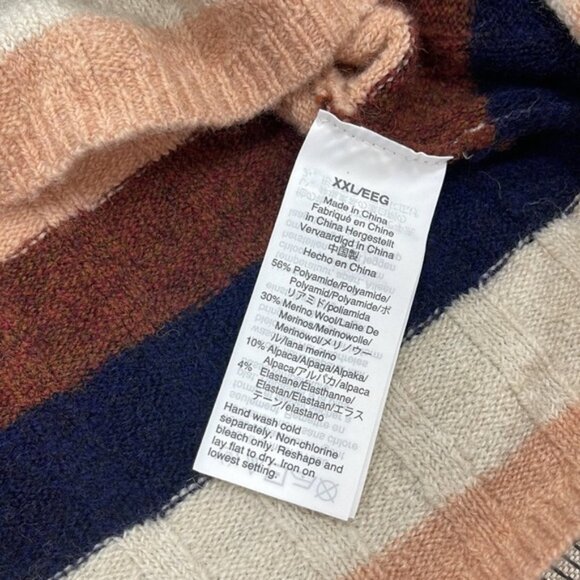 XXL/EEG
Made in China
Fabriqué en Chine
in China Hergestellt
Vervaardigd in China
中国製
Hecho en China
56% Polyamide/Polyamide/
Polyamid/Polyamide/ポ
リアミド/poliamida
30% Merino Wool/Laine De
Merinos/Merinowolle/
Merinowol/メリノウー
ル/lana merino
10% Alpaca/Alpaga/Alpaka/
Alpaca/アルパカ/alpaca
4% Elastane/Élasthanne/
Elastan/Elastaan/エラス
テーン/elastano
Hand wash cold
separately. Non-chlorine
bleach only. Reshape and
lay flat to dry. Iron on
lowest setting.